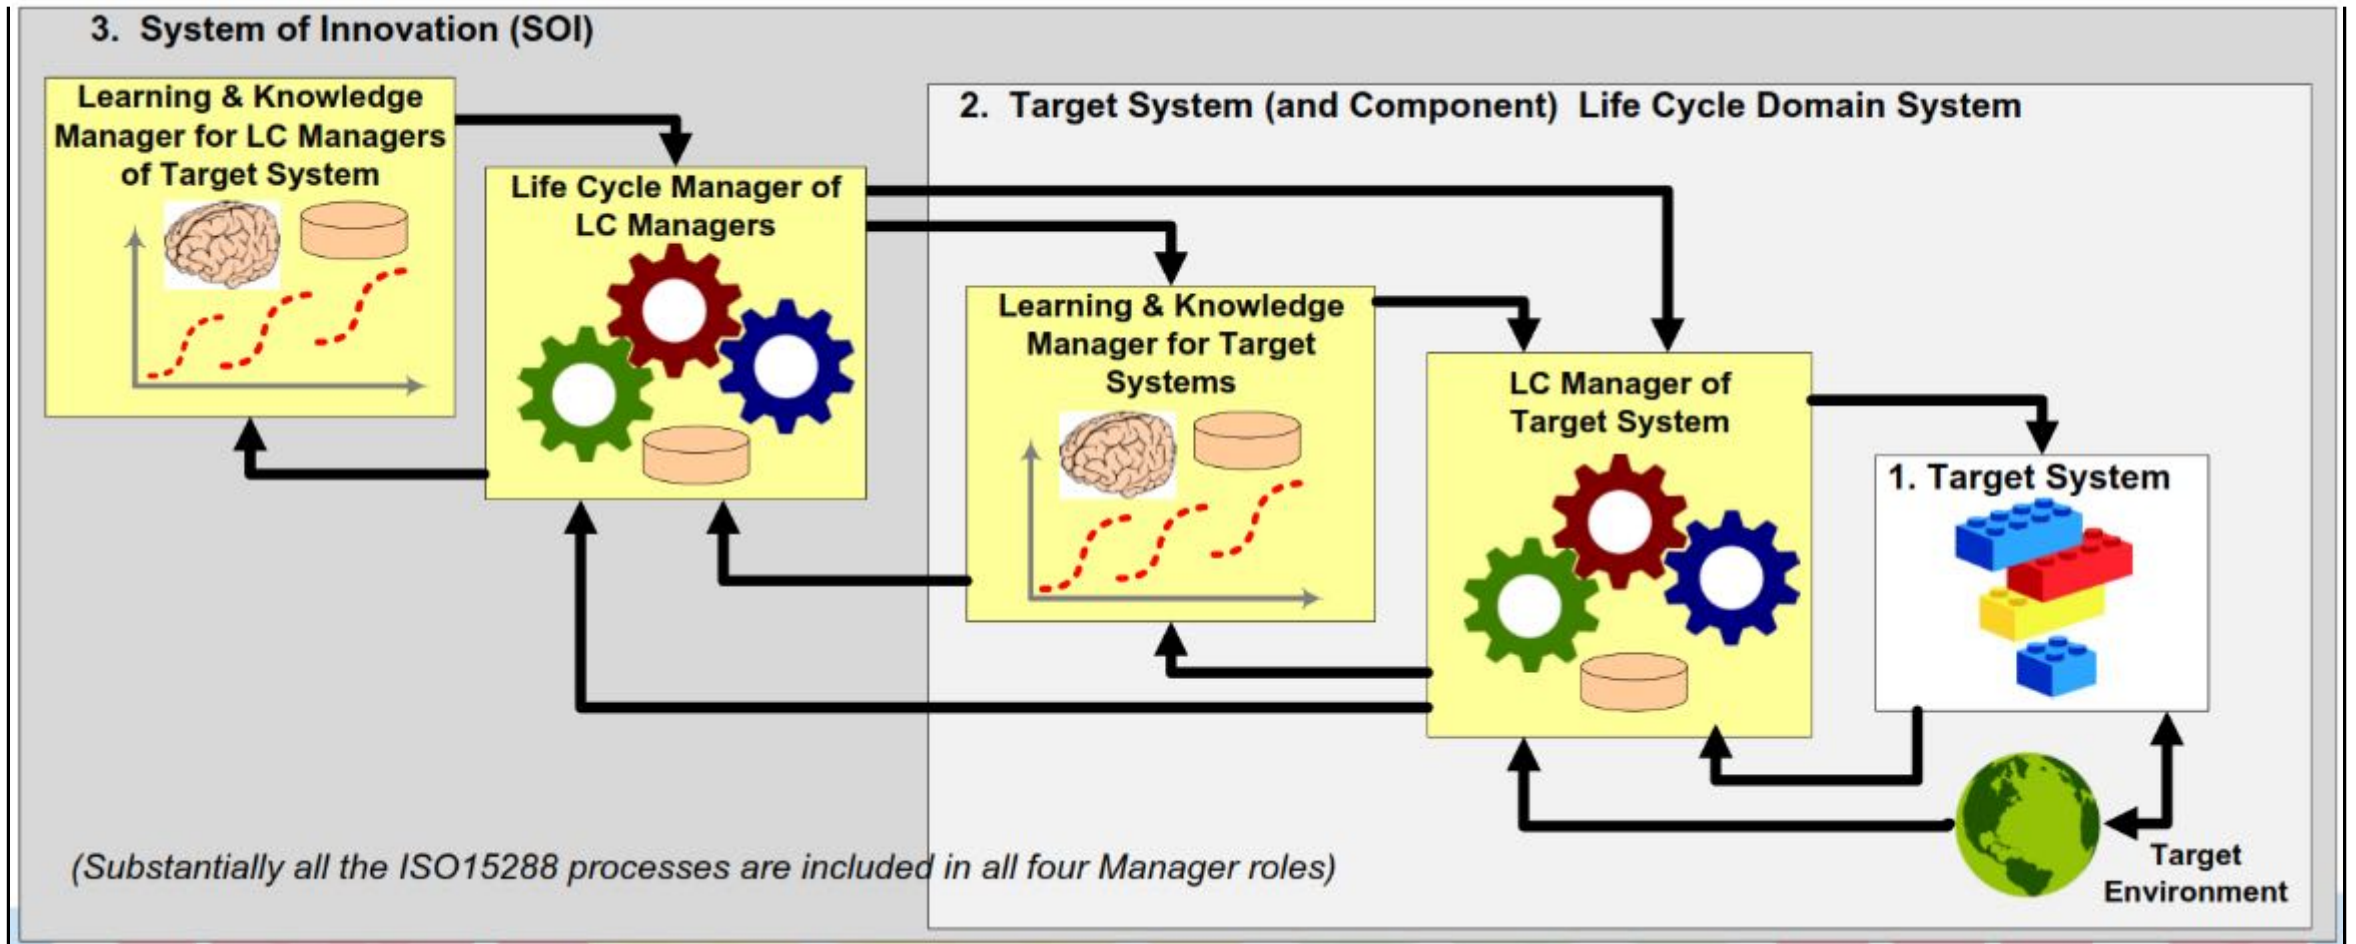 3. System of Innovation (SOI)
Learning & Knowledge
Manager for LC Managers
of Target System
2. Target System (and Component) Life Cycle Domain System
Life Cycle Manager of
LC Managers
Learning & Knowledge
Manager for Target
Systems
LC Manager of
Target System
1. Target System
Target
Environment
(Substantially all the ISO15288 processes are included in all four Manager roles)